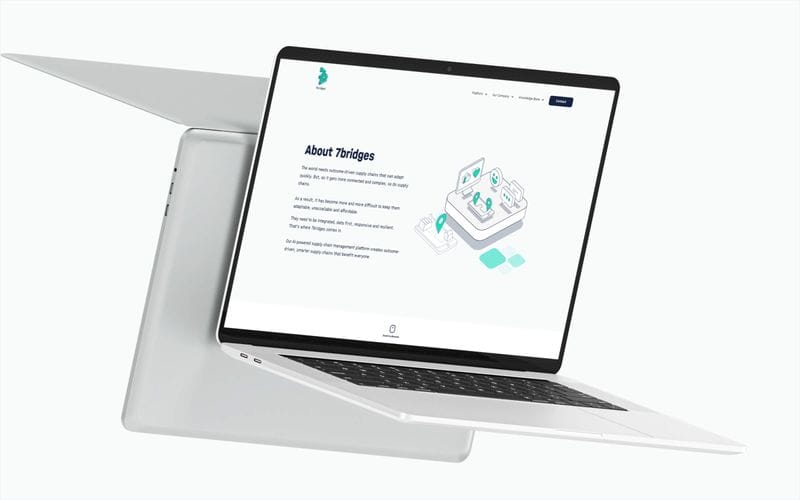 7bridges
Platform
Our Company
Knowledge Base
Contact
About 7bridges
The world needs outcome-driven supply chains that can adapt
quickly. But, as it gets more connected and complex, so do supply
chains.
As a result, it has become more and more difficult to keep them
adaptable, unavailable and affordable.
They need to be integrated, data first, responsive and resilient.
That's where 7bridges comes in.
Our AI-powered supply chain management platform creates outcome-
driven, smarter supply chains that benefit everyone.